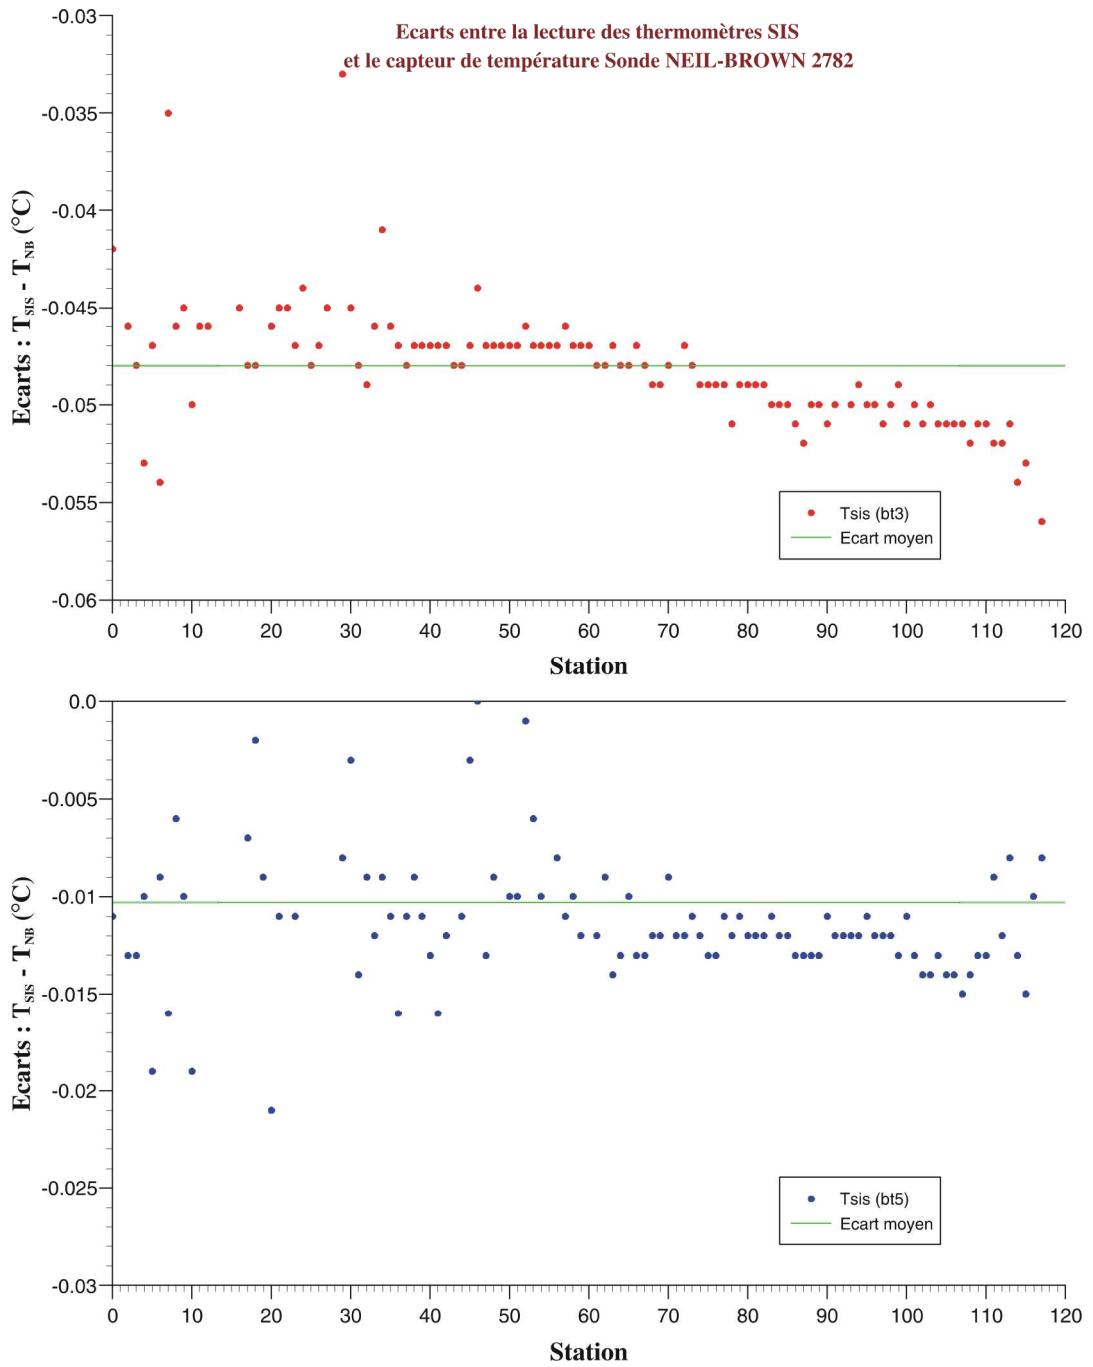 Ecarts entre la lecture des thermomètres SIS
et le capteur de température Sonde NEIL-BROWN 2782
-0.03
-0.035
-0.04
-0.045
-0.05
-0.055
-0.06
Ecarts : T_SIS - T_NB (°C)
Tsis (bt3)
Ecart moyen
0 10 20 30 40 50 60 70 80 90 100 110 120
Station
0.0
-0.005
-0.01
-0.015
-0.02
-0.025
-0.03
Ecarts : T_SIS - T_NB (°C)
Tsis (bt5)
Ecart moyen
0 10 20 30 40 50 60 70 80 90 100 110 120
Station